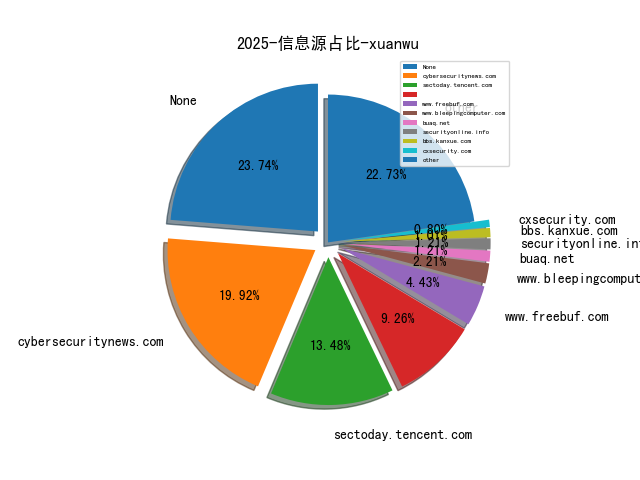 2025-信息源占比-xuanwu
None
cybersecuritynews.com
sectoday.tencent.com
www.freebuf.com
www.bleepingcomputer.com
buaq.net
securityonline.info
bbs.kanxue.com
cxsecurity.com
other
None
other
23.74%
22.73%
cxsecurity.com
0.80%
bbs.kanxue.com
1.01%
securityonline.inf
1.21%
1.21%
buaq.net
2.21%
www.bleepingcomput
4.43%
www.freebuf.com
19.92%
9.26%
cybersecuritynews.com
13.48%
sectoday.tencent.com